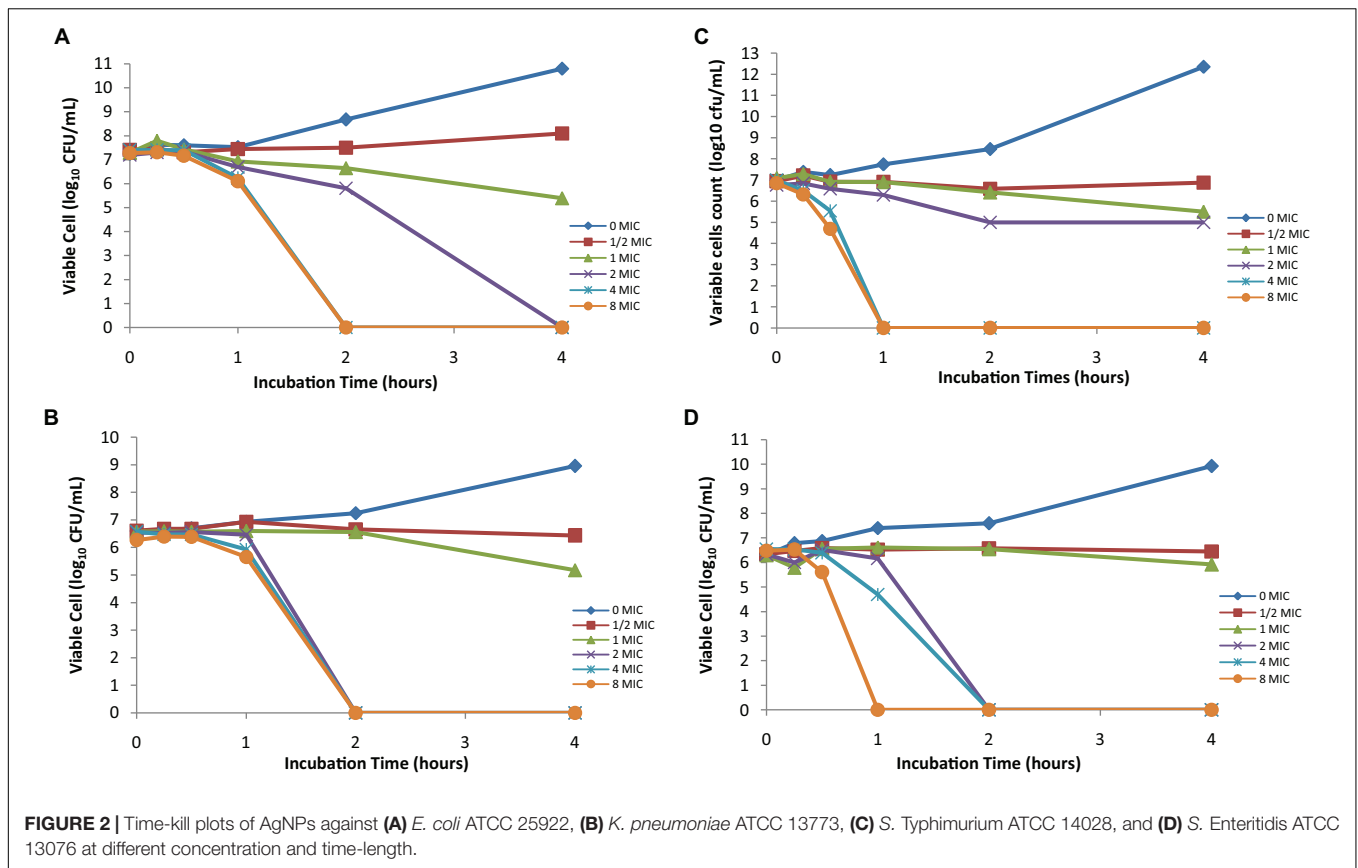 A
Viable Cell (log10 CFU/mL)
11
10
9
8
7
6
5
4
3
2
1
0
0 1 2 3 4
Incubation Time (hours)
0 MIC
1/2 MIC
1 MIC
2 MIC
4 MIC
8 MIC
C
Variable cells count (log10 cfu/mL)
13
12
11
10
9
8
7
6
5
4
3
2
1
0
0 1 2 3 4
Incubation Times (hours)
0 MIC
1/2 MIC
1 MIC
2 MIC
4 MIC
8 MIC
B
Viable Cell (log10 CFU/mL)
10
9
8
7
6
5
4
3
2
1
0
0 1 2 3 4
Incubation Time (hours)
0 MIC
1/2 MIC
1 MIC
2 MIC
4 MIC
8 MIC
D
Viable Cell (log10 CFU/mL)
11
10
9
8
7
6
5
4
3
2
1
0
0 1 2 3 4
Incubation Time (hours)
0 MIC
1/2 MIC
1 MIC
2 MIC
4 MIC
8 MIC
FIGURE 2 | Time-kill plots of AgNPs against (A) E. coli ATCC 25922, (B) K. pneumoniae ATCC 13773, (C) S. Typhimurium ATCC 14028, and (D) S. Enteritidis ATCC
13076 at different concentration and time-length.